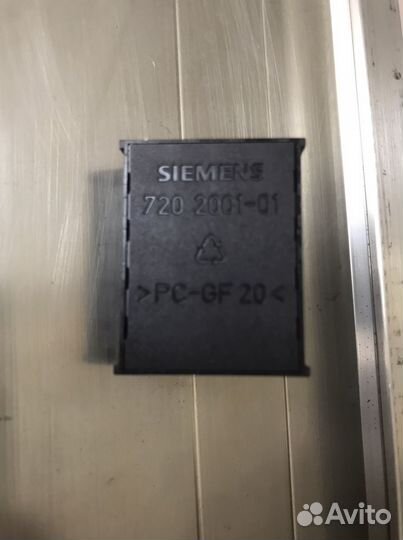 SIEMENS
720 2001-01
>PC-GF 20<
Avito